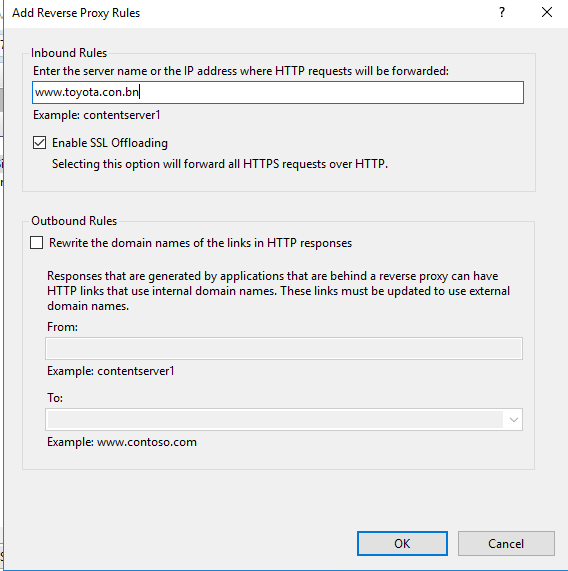 Add Reverse Proxy Rules
?
Inbound Rules
Enter the server name or the IP address where HTTP requests will be forwarded:
www.toyota.con.bn
Example: contentserver1
Enable SSL Offloading
Selecting this option will forward all HTTPS requests over HTTP.
Outbound Rules
Rewrite the domain names of the links in HTTP responses
Responses that are generated by applications that are behind a reverse proxy can have
HTTP links that use internal domain names. These links must be updated to use external
domain names.
From:
Example: contentserver1
To:
Example: www.contoso.com
OK Cancel